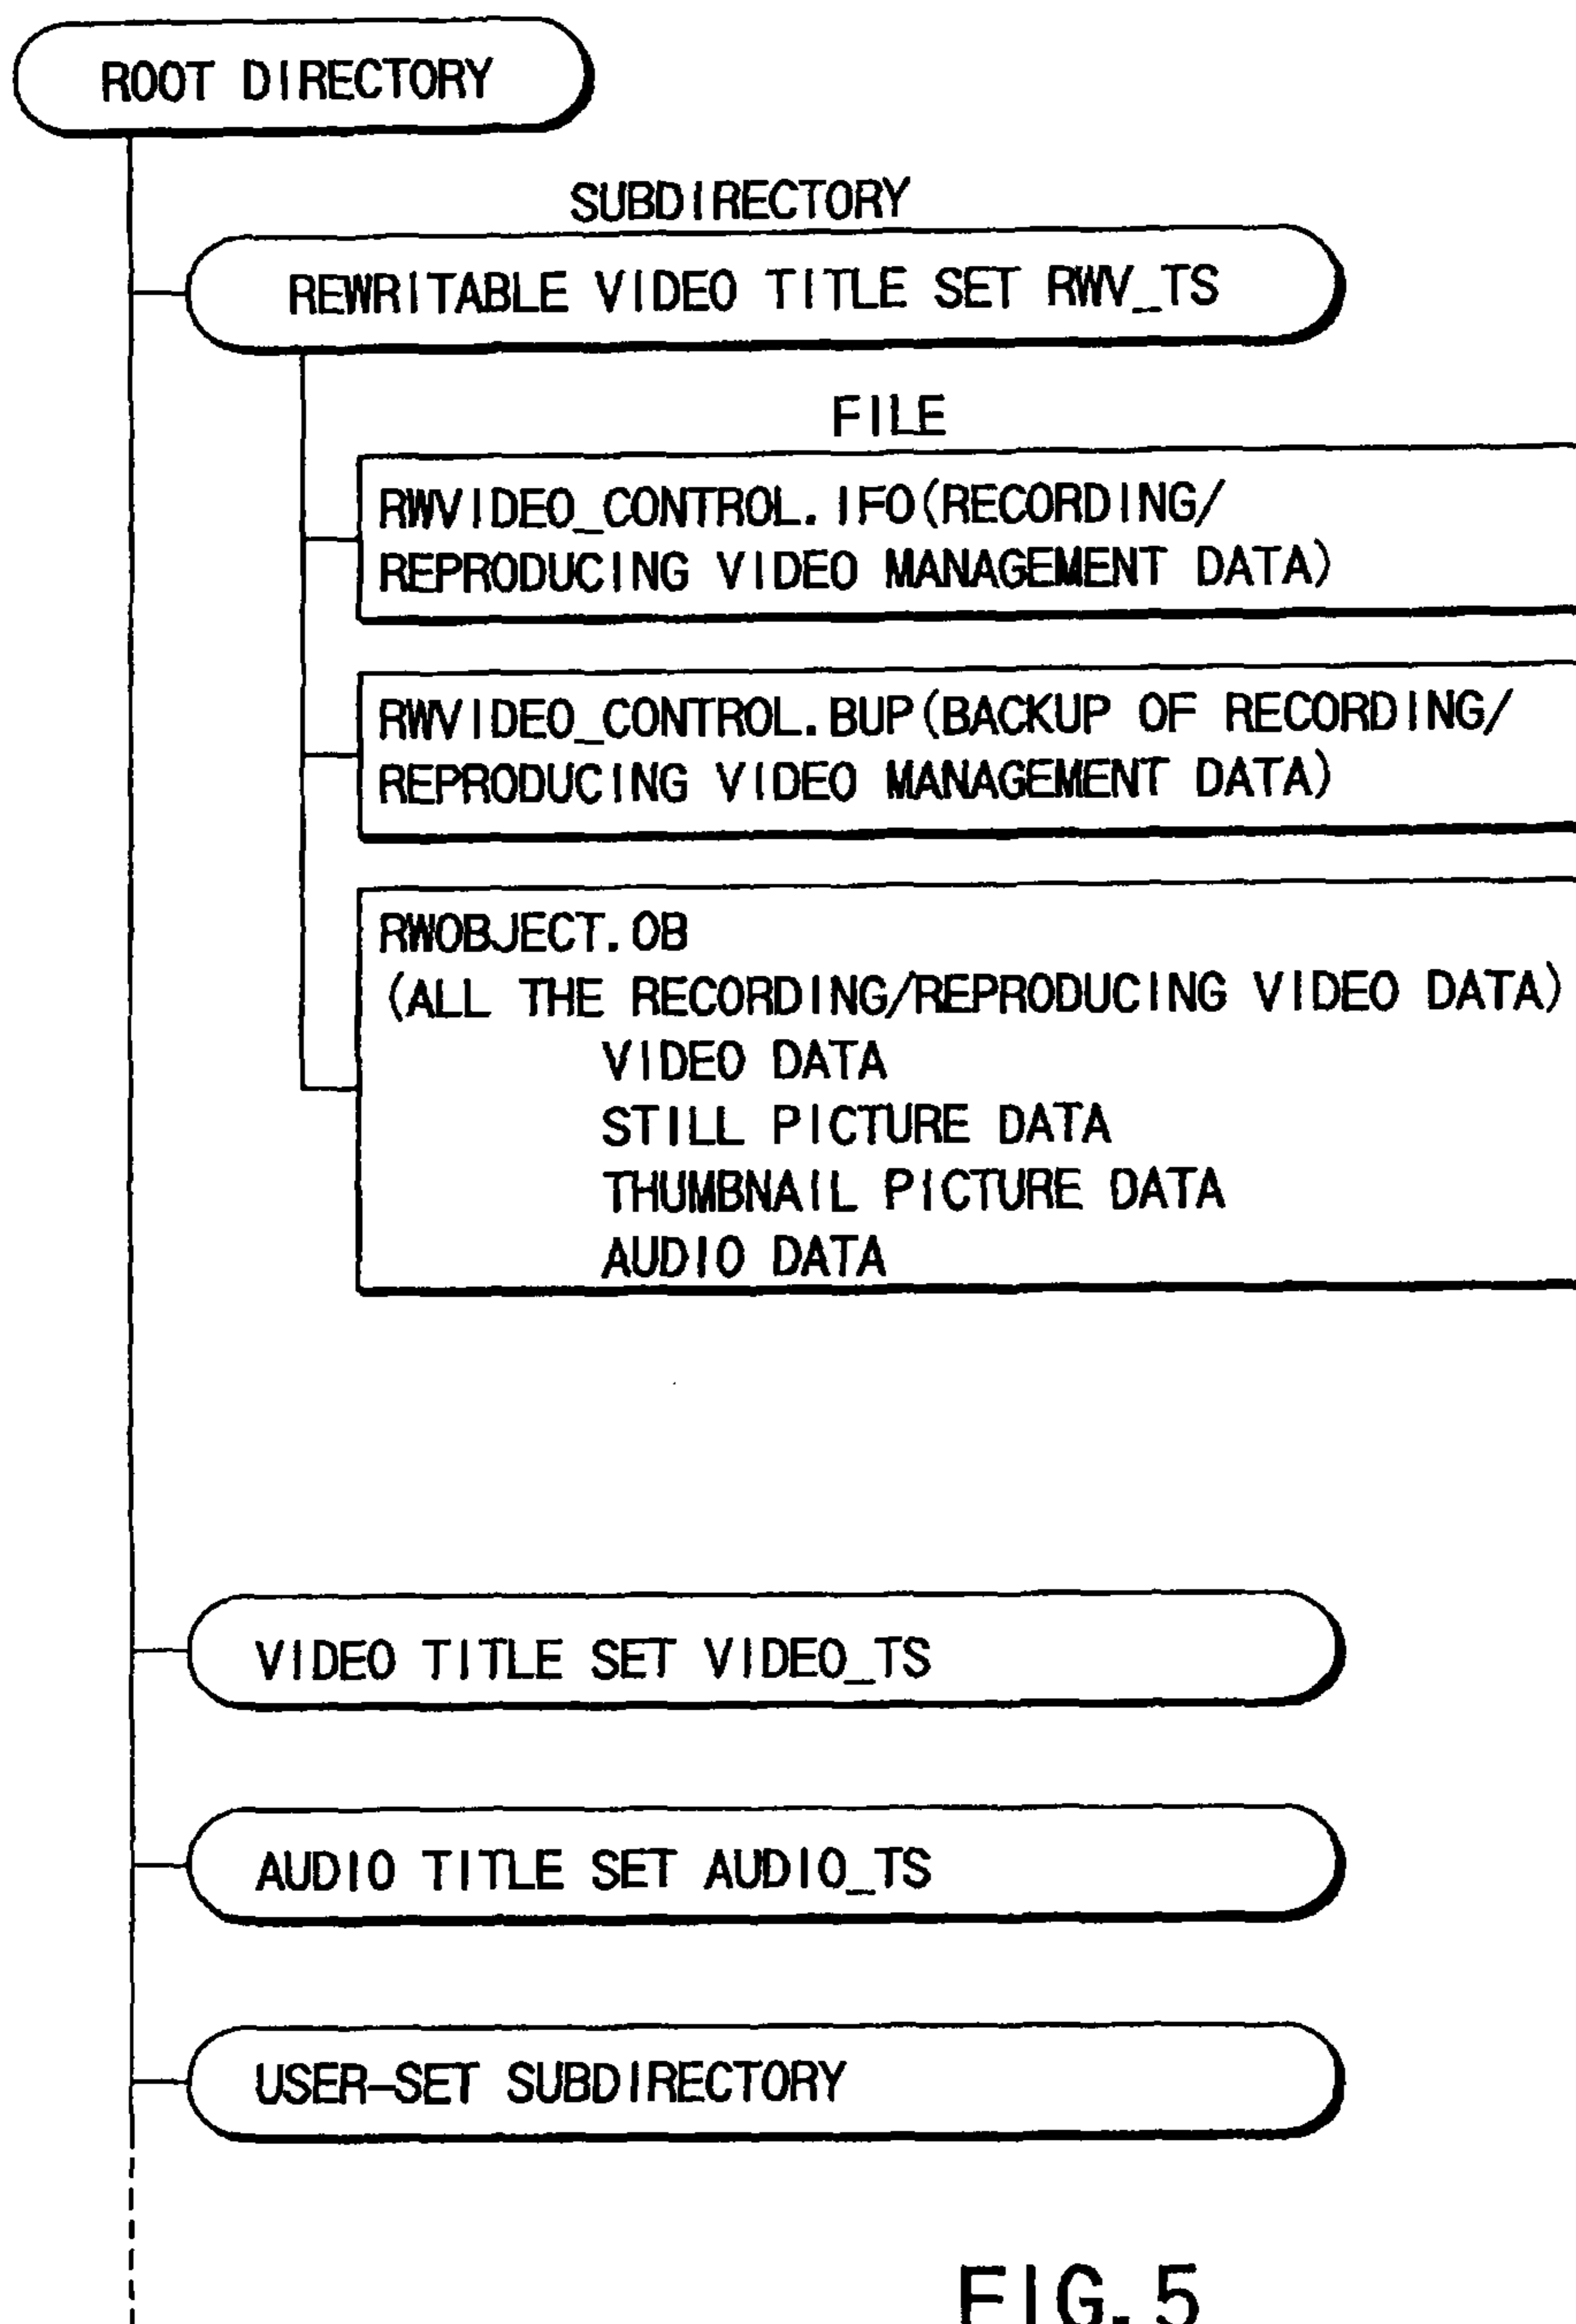 ROOT DIRECTORY
SUBDIRECTORY
REWRITABLE VIDEO TITLE SET RWV_TS
FILE
RWVIDEO_CONTROL.IFO(RECORDING/
REPRODUCING VIDEO MANAGEMENT DATA)
RWVIDEO_CONTROL.BUP(BACKUP OF RECORDING/
REPRODUCING VIDEO MANAGEMENT DATA)
RWOBJECT.OB
(ALL THE RECORDING/REPRODUCING VIDEO DATA)
VIDEO DATA
STILL PICTURE DATA
THUMBNAIL PICTURE DATA
AUDIO DATA
VIDEO TITLE SET VIDEO_TS
AUDIO TITLE SET AUDIO_TS
USER-SET SUBDIRECTORY
FIG.5